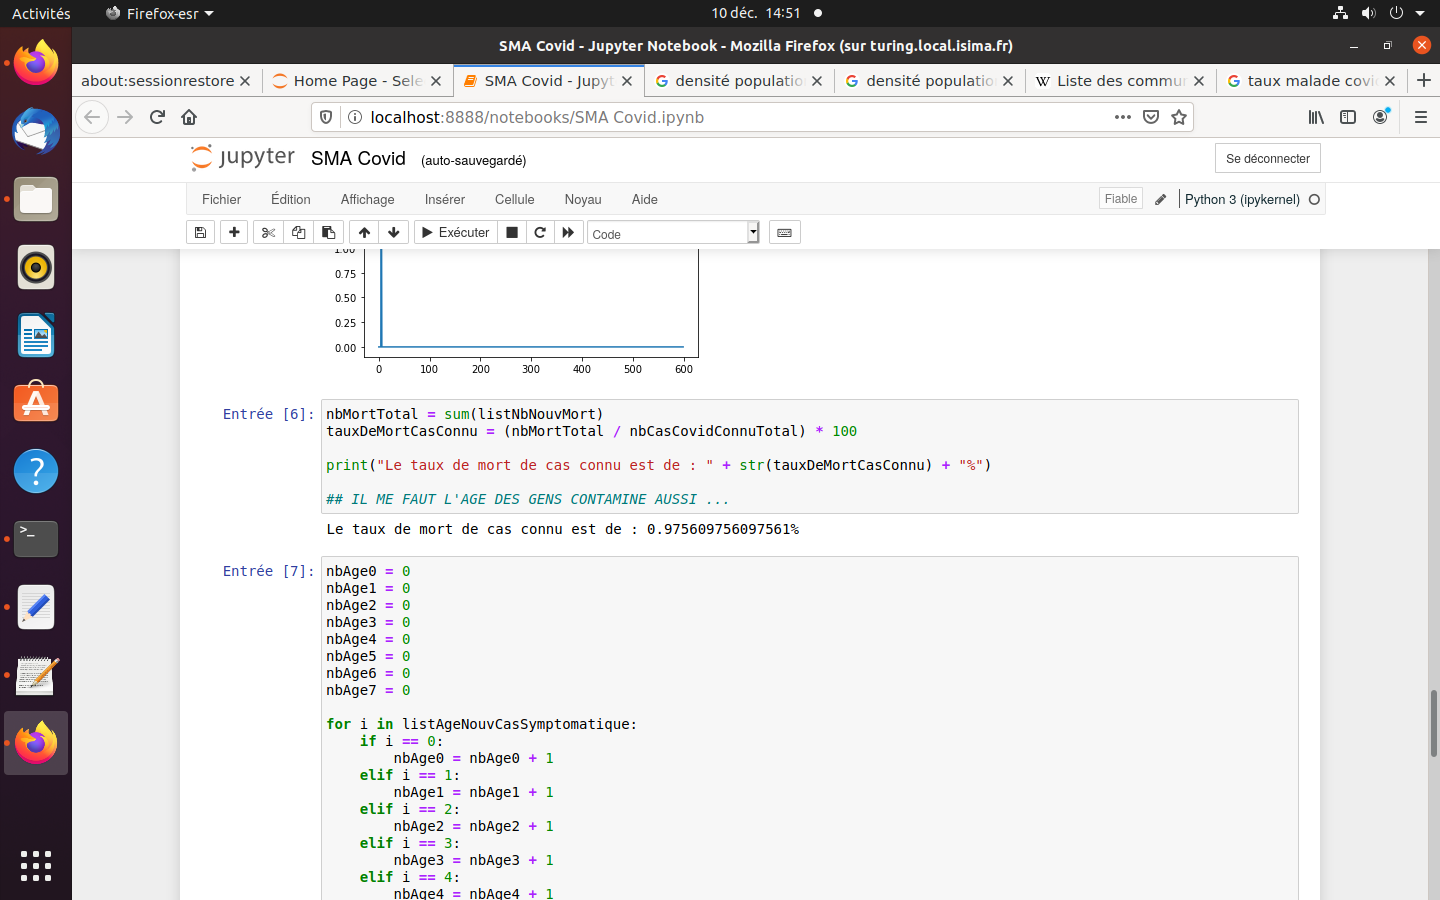 Activités
Firefox-esr
10 déc. 14:51
SMA Covid - Jupyter Notebook - Mozilla Firefox (sur turing.local.isima.fr)
about:sessionrestore
Home Page - Sele
SMA Covid - Jupyt
densité populatio
densité populatio
Liste des commu
taux malade covi
localhost:8888/notebooks/SMA Covid.ipynb
jupyter
SMA Covid
(auto-sauvegardé)
Se déconnecter
Fichier
Édition
Affichage
Insérer
Cellule
Noyau
Aide
Fiable
Python 3 (ipykernel)
Exécuter
Code
1.00
0.75
0.50
0.25
0.00
0 100 200 300 400 500 600
Entrée [6]:
nbMortTotal = sum(listNbNouvMort)
tauxDeMortCasConnu = (nbMortTotal / nbCasCovidConnuTotal) * 100
print("Le taux de mort de cas connu est de : " + str(tauxDeMortCasConnu) + "%")
## IL ME FAUT L'AGE DES GENS CONTAMINE AUSSI ...
Le taux de mort de cas connu est de : 0.975609756097561%
Entrée [7]:
nbAge0 = 0
nbAge1 = 0
nbAge2 = 0
nbAge3 = 0
nbAge4 = 0
nbAge5 = 0
nbAge6 = 0
nbAge7 = 0
for i in listAgeNouvCasSymptomatique:
    if i == 0:
        nbAge0 = nbAge0 + 1
    elif i == 1:
        nbAge1 = nbAge1 + 1
    elif i == 2:
        nbAge2 = nbAge2 + 1
    elif i == 3:
        nbAge3 = nbAge3 + 1
    elif i == 4:
        nbAge4 = nbAge4 + 1